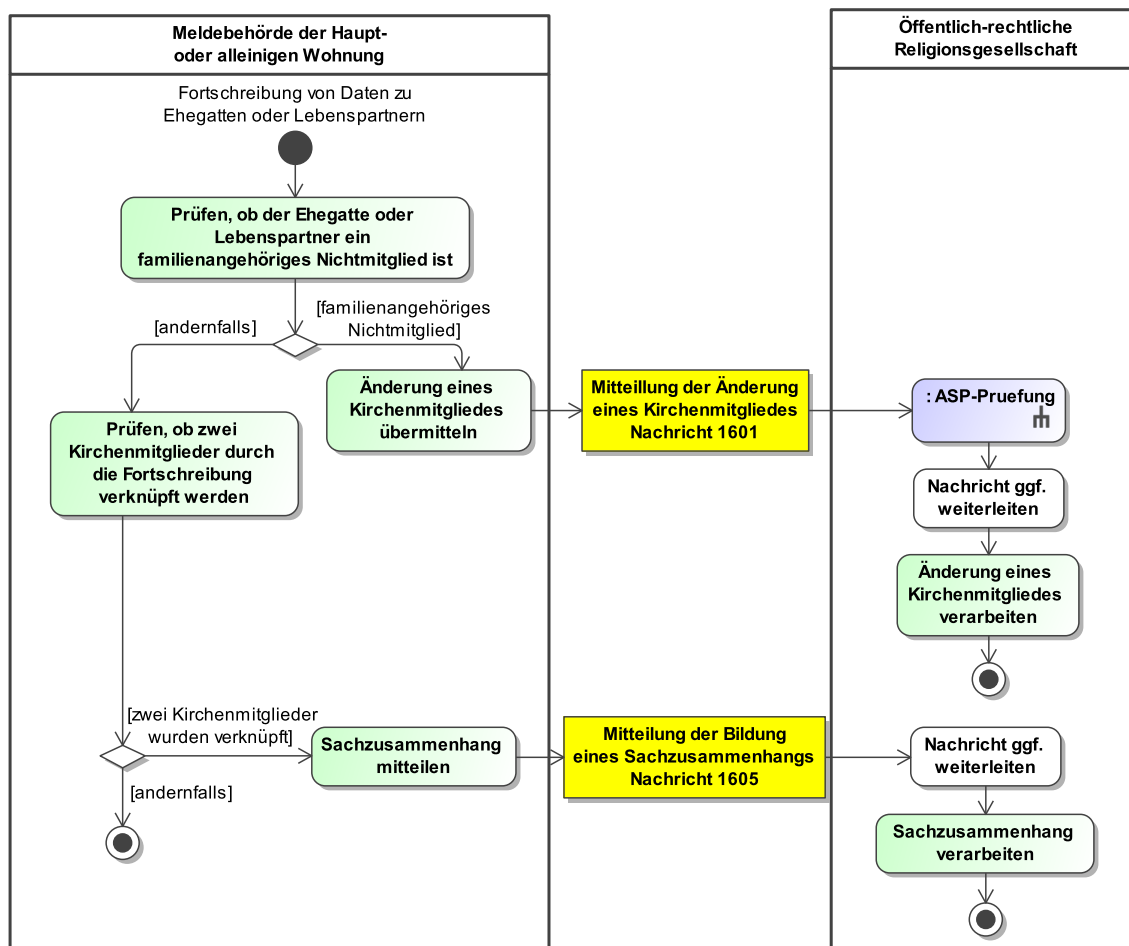 Meldebehörde der Haupt-
oder alleinigen Wohnung
Öffentlich-rechtliche
Religionsgesellschaft
Fortschreibung von Daten zu
Ehegatten oder Lebenspartnern
Prüfen, ob der Ehegatte oder
Lebenspartner ein
familienangehöriges Nichtmitglied ist
[andernfalls]
[familienangehöriges
Nichtmitglied]
Änderung eines
Kirchenmitgliedes
übermitteln
Mitteillung der Änderung
eines Kirchenmitgliedes
Nachricht 1601
: ASP-Pruefung
Prüfen, ob zwei
Kirchenmitglieder durch
die Fortschreibung
verknüpft werden
Nachricht ggf.
weiterleiten
Änderung eines
Kirchenmitgliedes
verarbeiten
[zwei Kirchenmitglieder
wurden verknüpft]
Sachzusammenhang
mitteilen
Mitteilung der Bildung
eines Sachzusammenhangs
Nachricht 1605
Nachricht ggf.
weiterleiten
[andernfalls]
Sachzusammenhang
verarbeiten